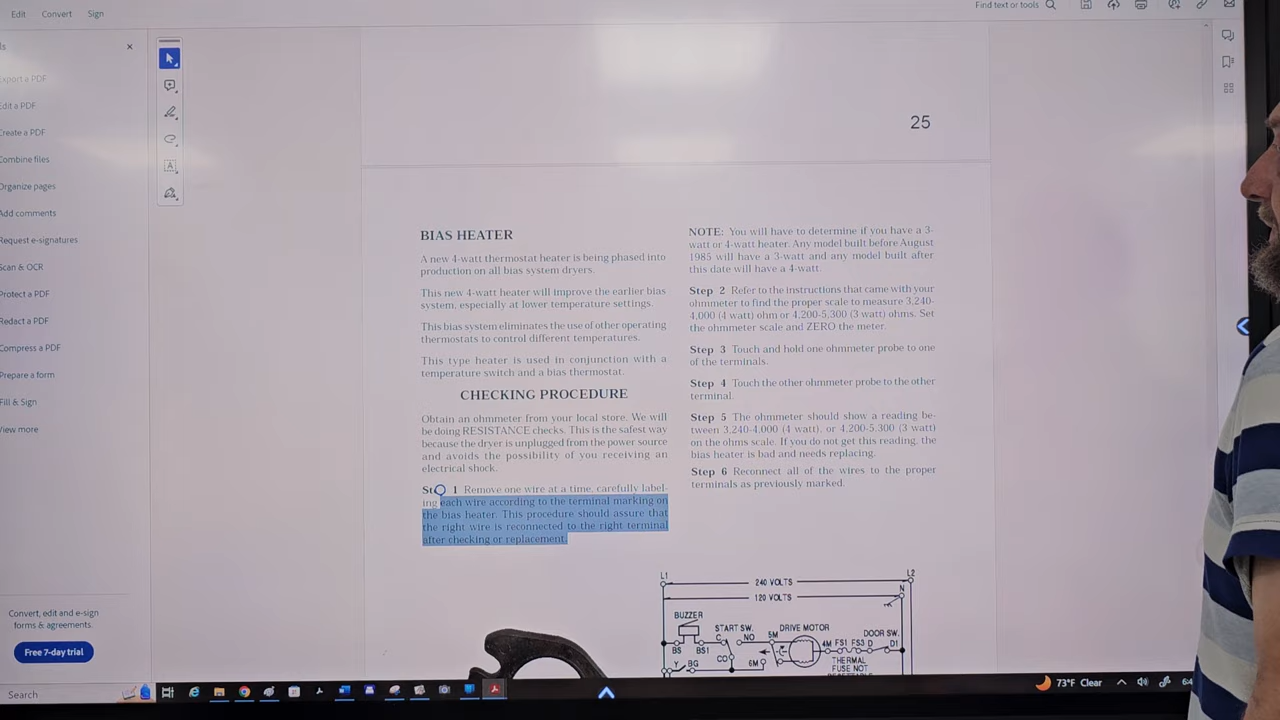 Edit Convert Sign
Find text or tools
Export a PDF
Edit a PDF
Create a PDF
Combine files
Organize pages
Add comments
Request e-signatures
Scan & OCR
Protect a PDF
Redact a PDF
Compress a PDF
Prepare a form
Fill & Sign
View more
Convert, edit and e-sign
forms & agreements.
Free 7-day trial
25
BIAS HEATER
A new 4-watt thermostat heater is being phased into
production on all bias system dryers.
This new 4-watt heater will improve the earlier bias
system, especially at lower temperature settings.
This bias system eliminates the use of other operating
thermostats to control different temperatures.
This type heater is used in conjunction with a
temperature switch and a bias thermostat.
CHECKING PROCEDURE
Obtain an ohmmeter from your local store. We will
be doing RESISTANCE checks. This is the safest way
because the dryer is unplugged from the power source
and avoids the possibility of you receiving an
electrical shock.
1 Remove one wire at a time, carefully label-
ing each wire according to the terminal marking on
the bias heater. This procedure should assure that
the right wire is reconnected to the right terminal
after checking or replacement.
NOTE: You will have to determine if you have a 3-
watt or 4-watt heater. Any model built before August
1985 will have a 3-watt and any model built after
this date will have a 4-watt.
Step 2 Refer to the instructions that came with your
ohmmeter to find the proper scale to measure 3,240-
4,000 (4 watt) ohm or 4,200-5,300 (3 watt) ohms. Set
the ohmmeter scale and ZERO the meter.
Step 3 Touch and hold one ohmmeter probe to one
of the terminals.
Step 4 Touch the other ohmmeter probe to the other
terminal.
Step 5 The ohmmeter should show a reading be-
tween 3,240-4,000 (4 watt), or 4,200-5,300 (3 watt)
on the ohms scale. If you do not get this reading, the
bias heater is bad and needs replacing.
Step 6 Reconnect all of the wires to the proper
terminals as previously marked.
L1 L2
240 VOLTS
N
120 VOLTS
BUZZER
START SW. DRIVE MOTOR
DOOR SW.
C NO 5M
4M FS1 FS3 D D1
BS BS1
CO 6M
THERMAL
FUSE NOT
Y BG
Search
73°F Clear